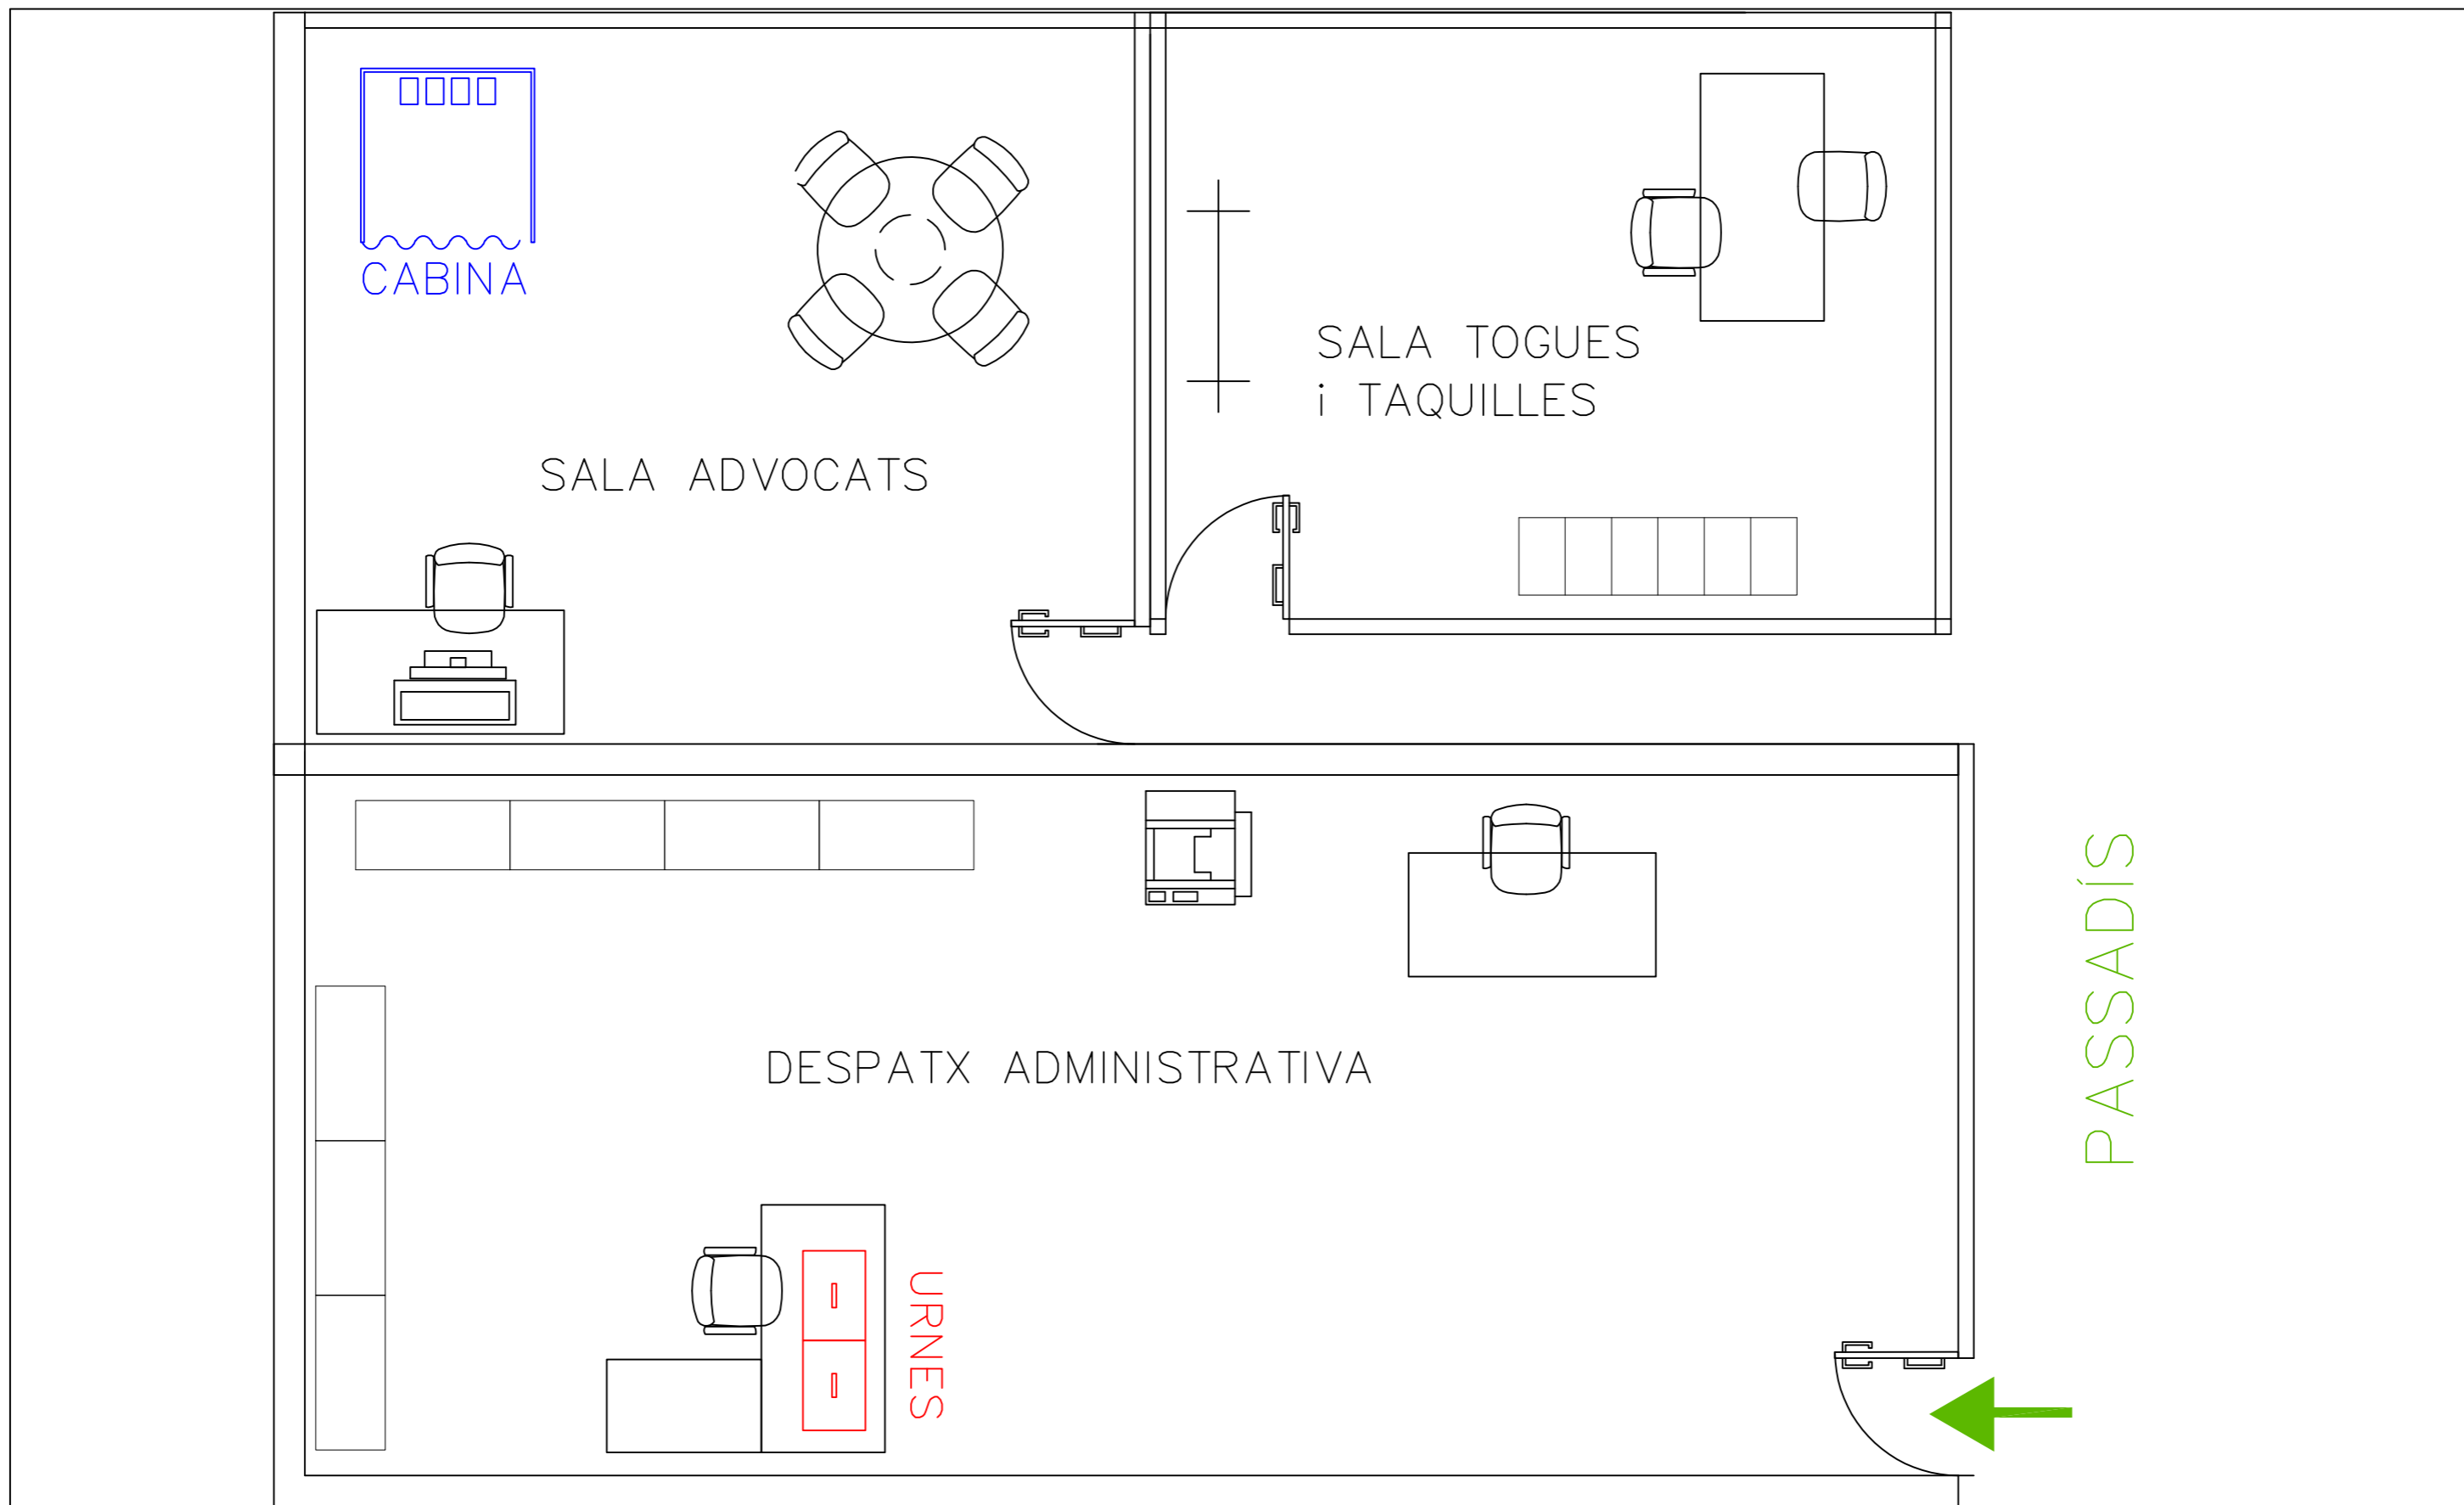 CABINA
SALA TOGUES
i TAQUILLES
SALA ADVOCATS
PASSADÍS
DESPATX ADMINISTRATIVA
URNES